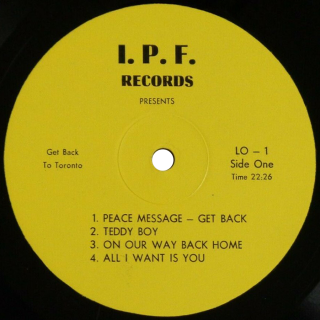 I. P. F.
RECORDS
PRESENTS
Get Back
To Toronto
LO – 1
Side One
Time 22:26
1. PEACE MESSAGE – GET BACK
2. TEDDY BOY
3. ON OUR WAY BACK HOME
4. ALL I WANT IS YOU